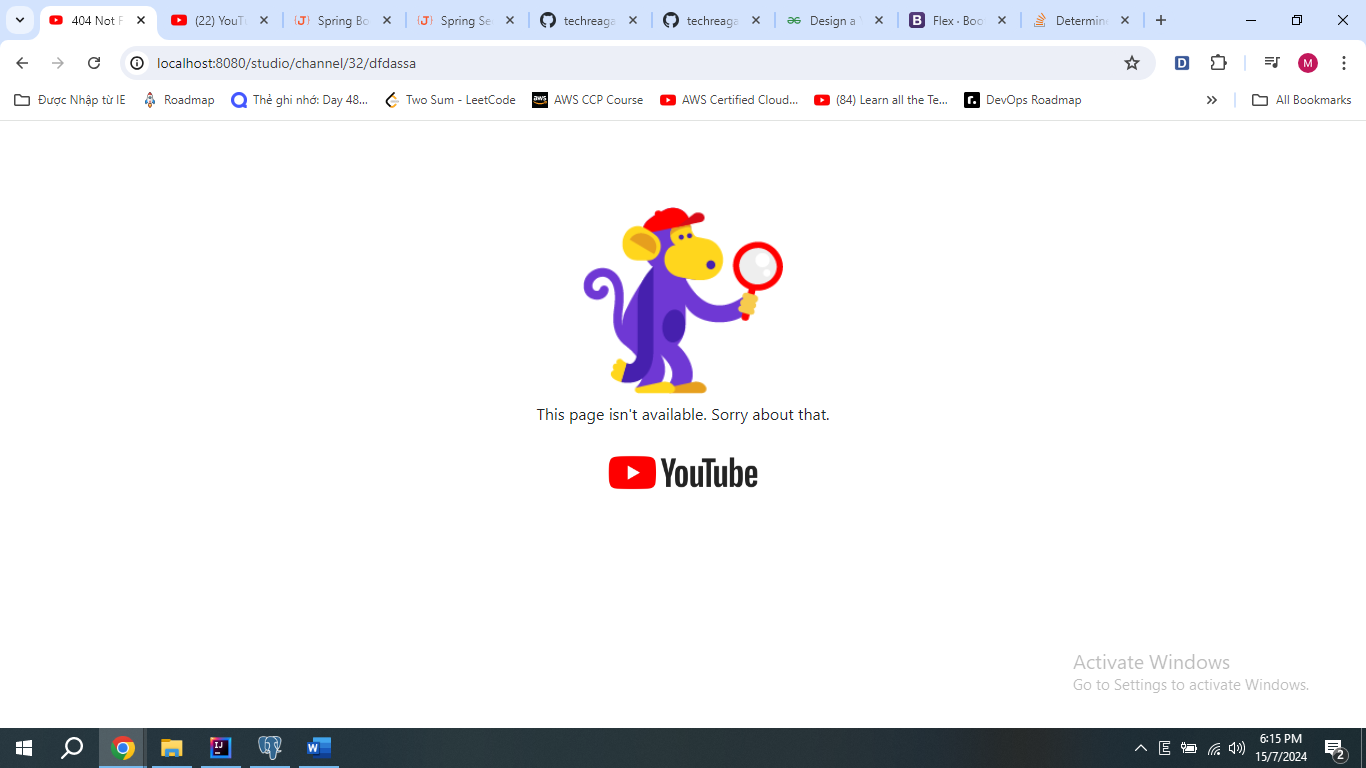 404 Not F
(22) YouTu
Spring Bo
Spring Se
techreaga
techreaga
Design a
Flex · Boo
Determin
localhost:8080/studio/channel/32/dfdassa
D
M
Được Nhập từ IE
Roadmap
Thẻ ghi nhớ: Day 48...
Two Sum - LeetCode
aws
AWS CCP Course
AWS Certified Cloud...
(84) Learn all the Te...
DevOps Roadmap
All Bookmarks
This page isn't available. Sorry about that.
YouTube
Activate Windows
Go to Settings to activate Windows.
6:15 PM
15/7/2024
2